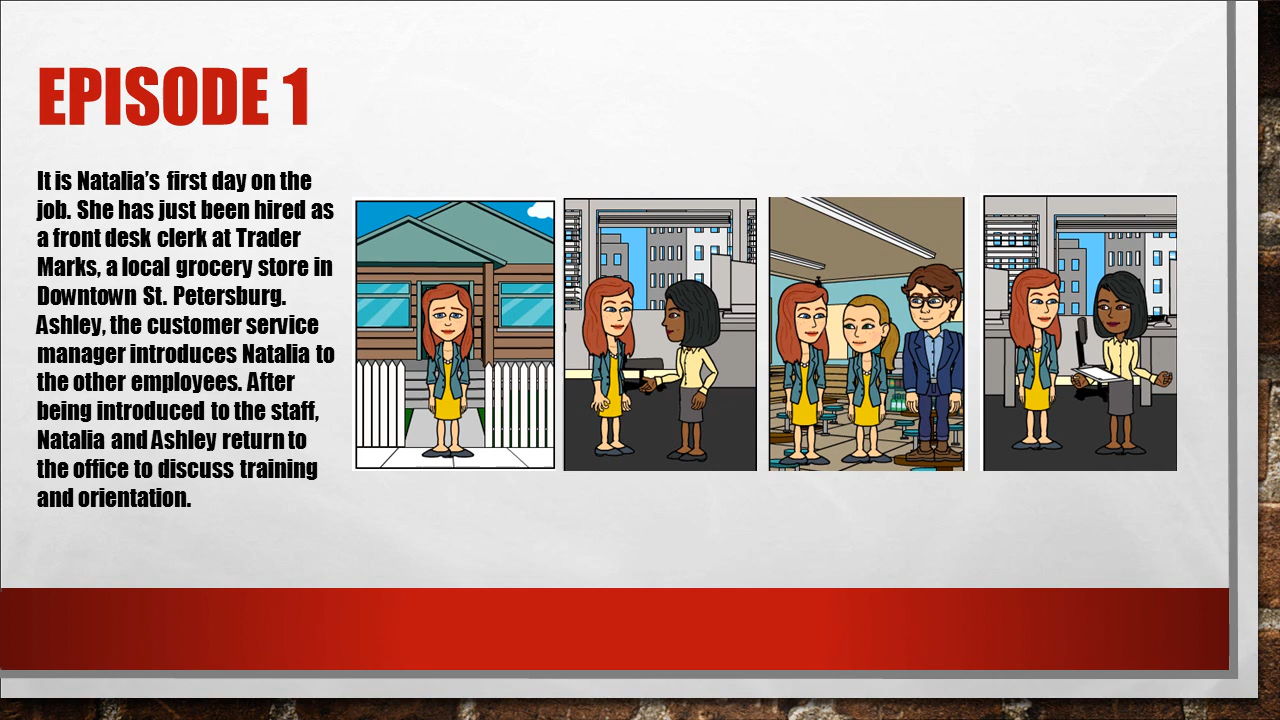 EPISODE 1
It is Natalia’s first day on the
job. She has just been hired as
a front desk clerk at Trader
Marks, a local grocery store in
Downtown St. Petersburg.
Ashley, the customer service
manager introduces Natalia to
the other employees. After
being introduced to the staff,
Natalia and Ashley return to
the office to discuss training
and orientation.